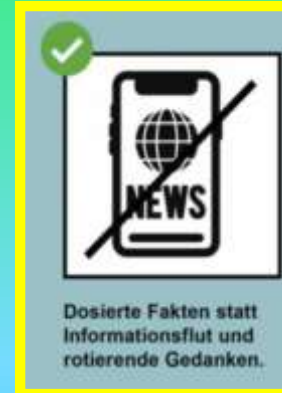 NEWS
Dosierte Fakten statt
Informationsflut und
rotierende Gedanken.